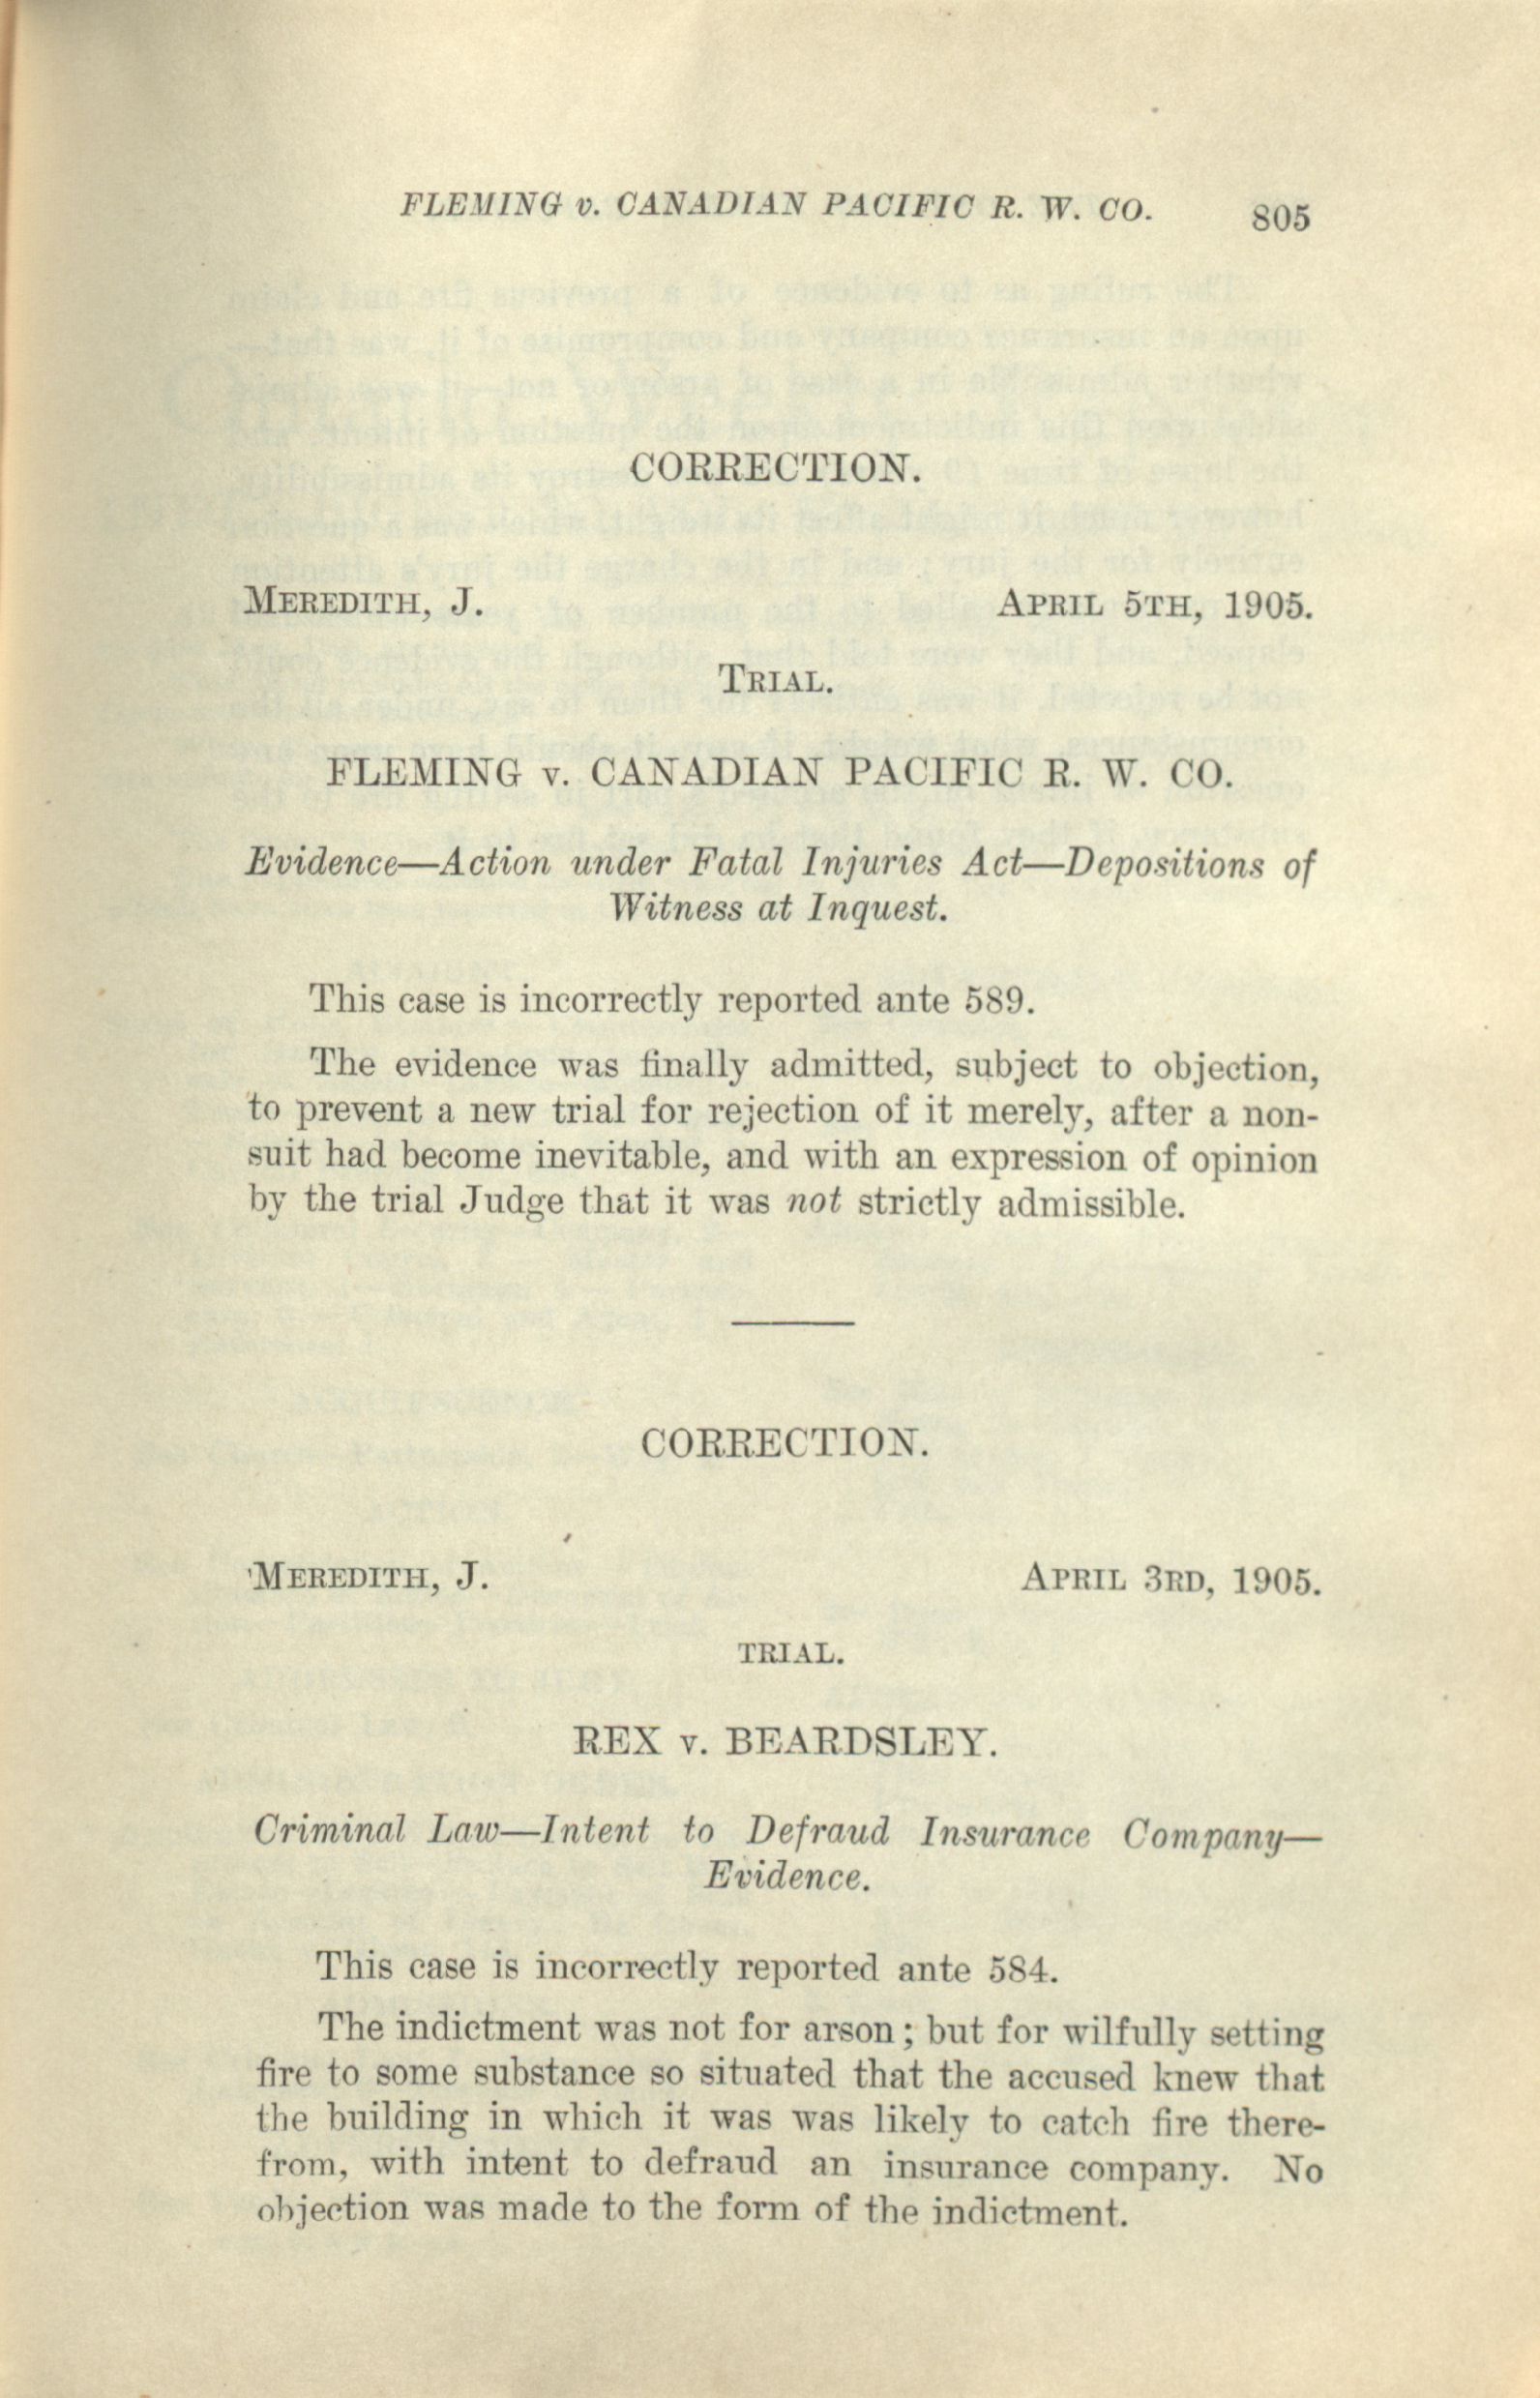 FLEMING v. CANADIAN PACIFIC R. W. CO. 805
CORRECTION.
MEREDITH, J. APRIL 5TH, 1905.
TRIAL.
FLEMING v. CANADIAN PACIFIC R. W. CO.
Evidence—Action under Fatal Injuries Act—Depositions of
Witness at Inquest.
This case is incorrectly reported ante 589.
The evidence was finally admitted, subject to objection,
to prevent a new trial for rejection of it merely, after a non-
suit had become inevitable, and with an expression of opinion
by the trial Judge that it was not strictly admissible.
CORRECTION.
MEREDITH, J. APRIL 3RD, 1905.
TRIAL.
REX v. BEARDSLEY.
Criminal Law—Intent to Defraud Insurance Company—
Evidence.
This case is incorrectly reported ante 584.
The indictment was not for arson; but for wilfully setting
fire to some substance so situated that the accused knew that
the building in which it was was likely to catch fire there-
from, with intent to defraud an insurance company. No
objection was made to the form of the indictment.